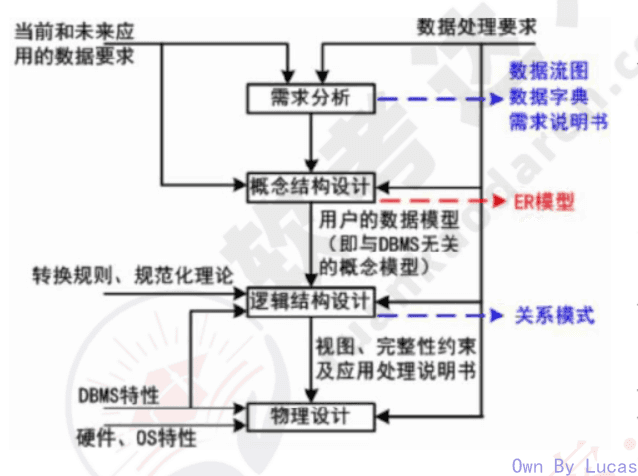 当前和未来应
用的数据要求
数据处理要求
需求分析
数据流图
数据字典
需求说明书
概念结构设计
ER模型
用户的数据模型
（即与DBMS无关
的概念模型）
转换规则、规范化理论
逻辑结构设计
关系模式
视图、完整性约束
及应用处理说明书
DBMS特性
物理设计
硬件、OS特性
Own By Lucas